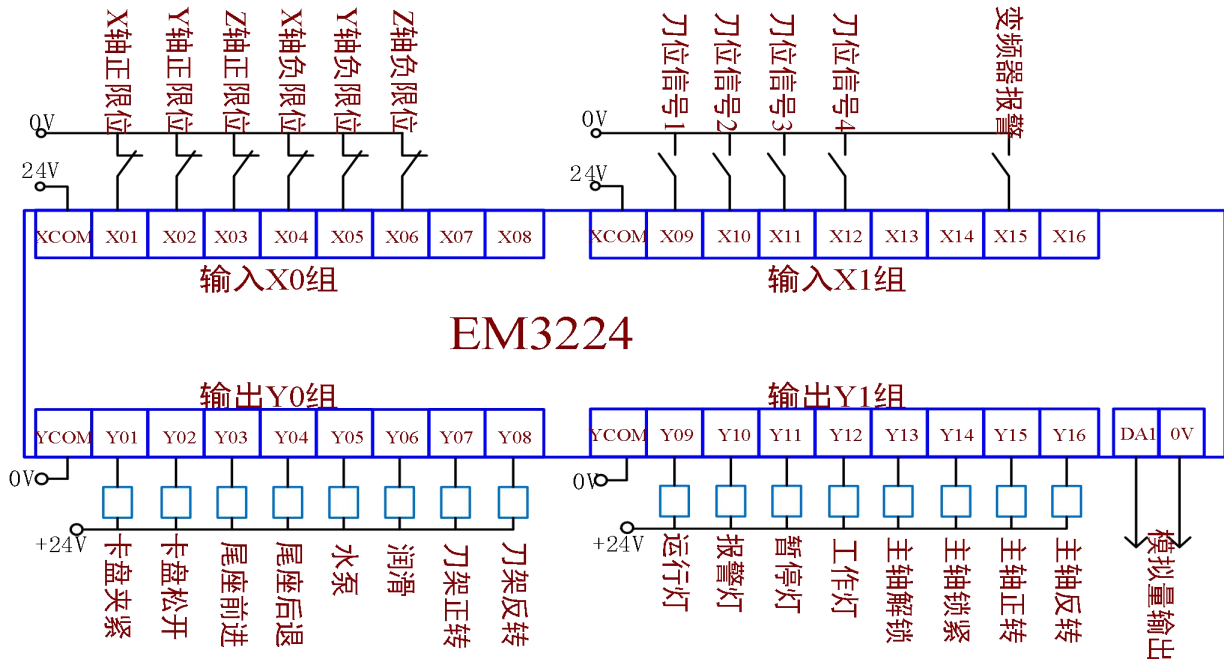 X轴正限位
Y轴正限位
Z轴正限位
X轴负限位
Y轴负限位
Z轴负限位
刀位信号1
刀位信号2
刀位信号3
刀位信号4
变频器报警
0V
0V
24V
24V
XCOM X01 X02 X03 X04 X05 X06 X07 X08
XCOM X09 X10 X11 X12 X13 X14 X15 X16
输入X0组
输入X1组
EM3224
输出Y0组
输出Y1组
YCOM Y01 Y02 Y03 Y04 Y05 Y06 Y07 Y08
YCOM Y09 Y10 Y11 Y12 Y13 Y14 Y15 Y16
DA1 0V
0V
0V
+24V
+24V
卡盘夹紧
卡盘松开
尾座前进
尾座后退
水泵
润滑
刀架正转
刀架反转
运行灯
报警灯
暂停灯
工作灯
主轴解锁
主轴锁紧
主轴正转
主轴反转
模拟量输出